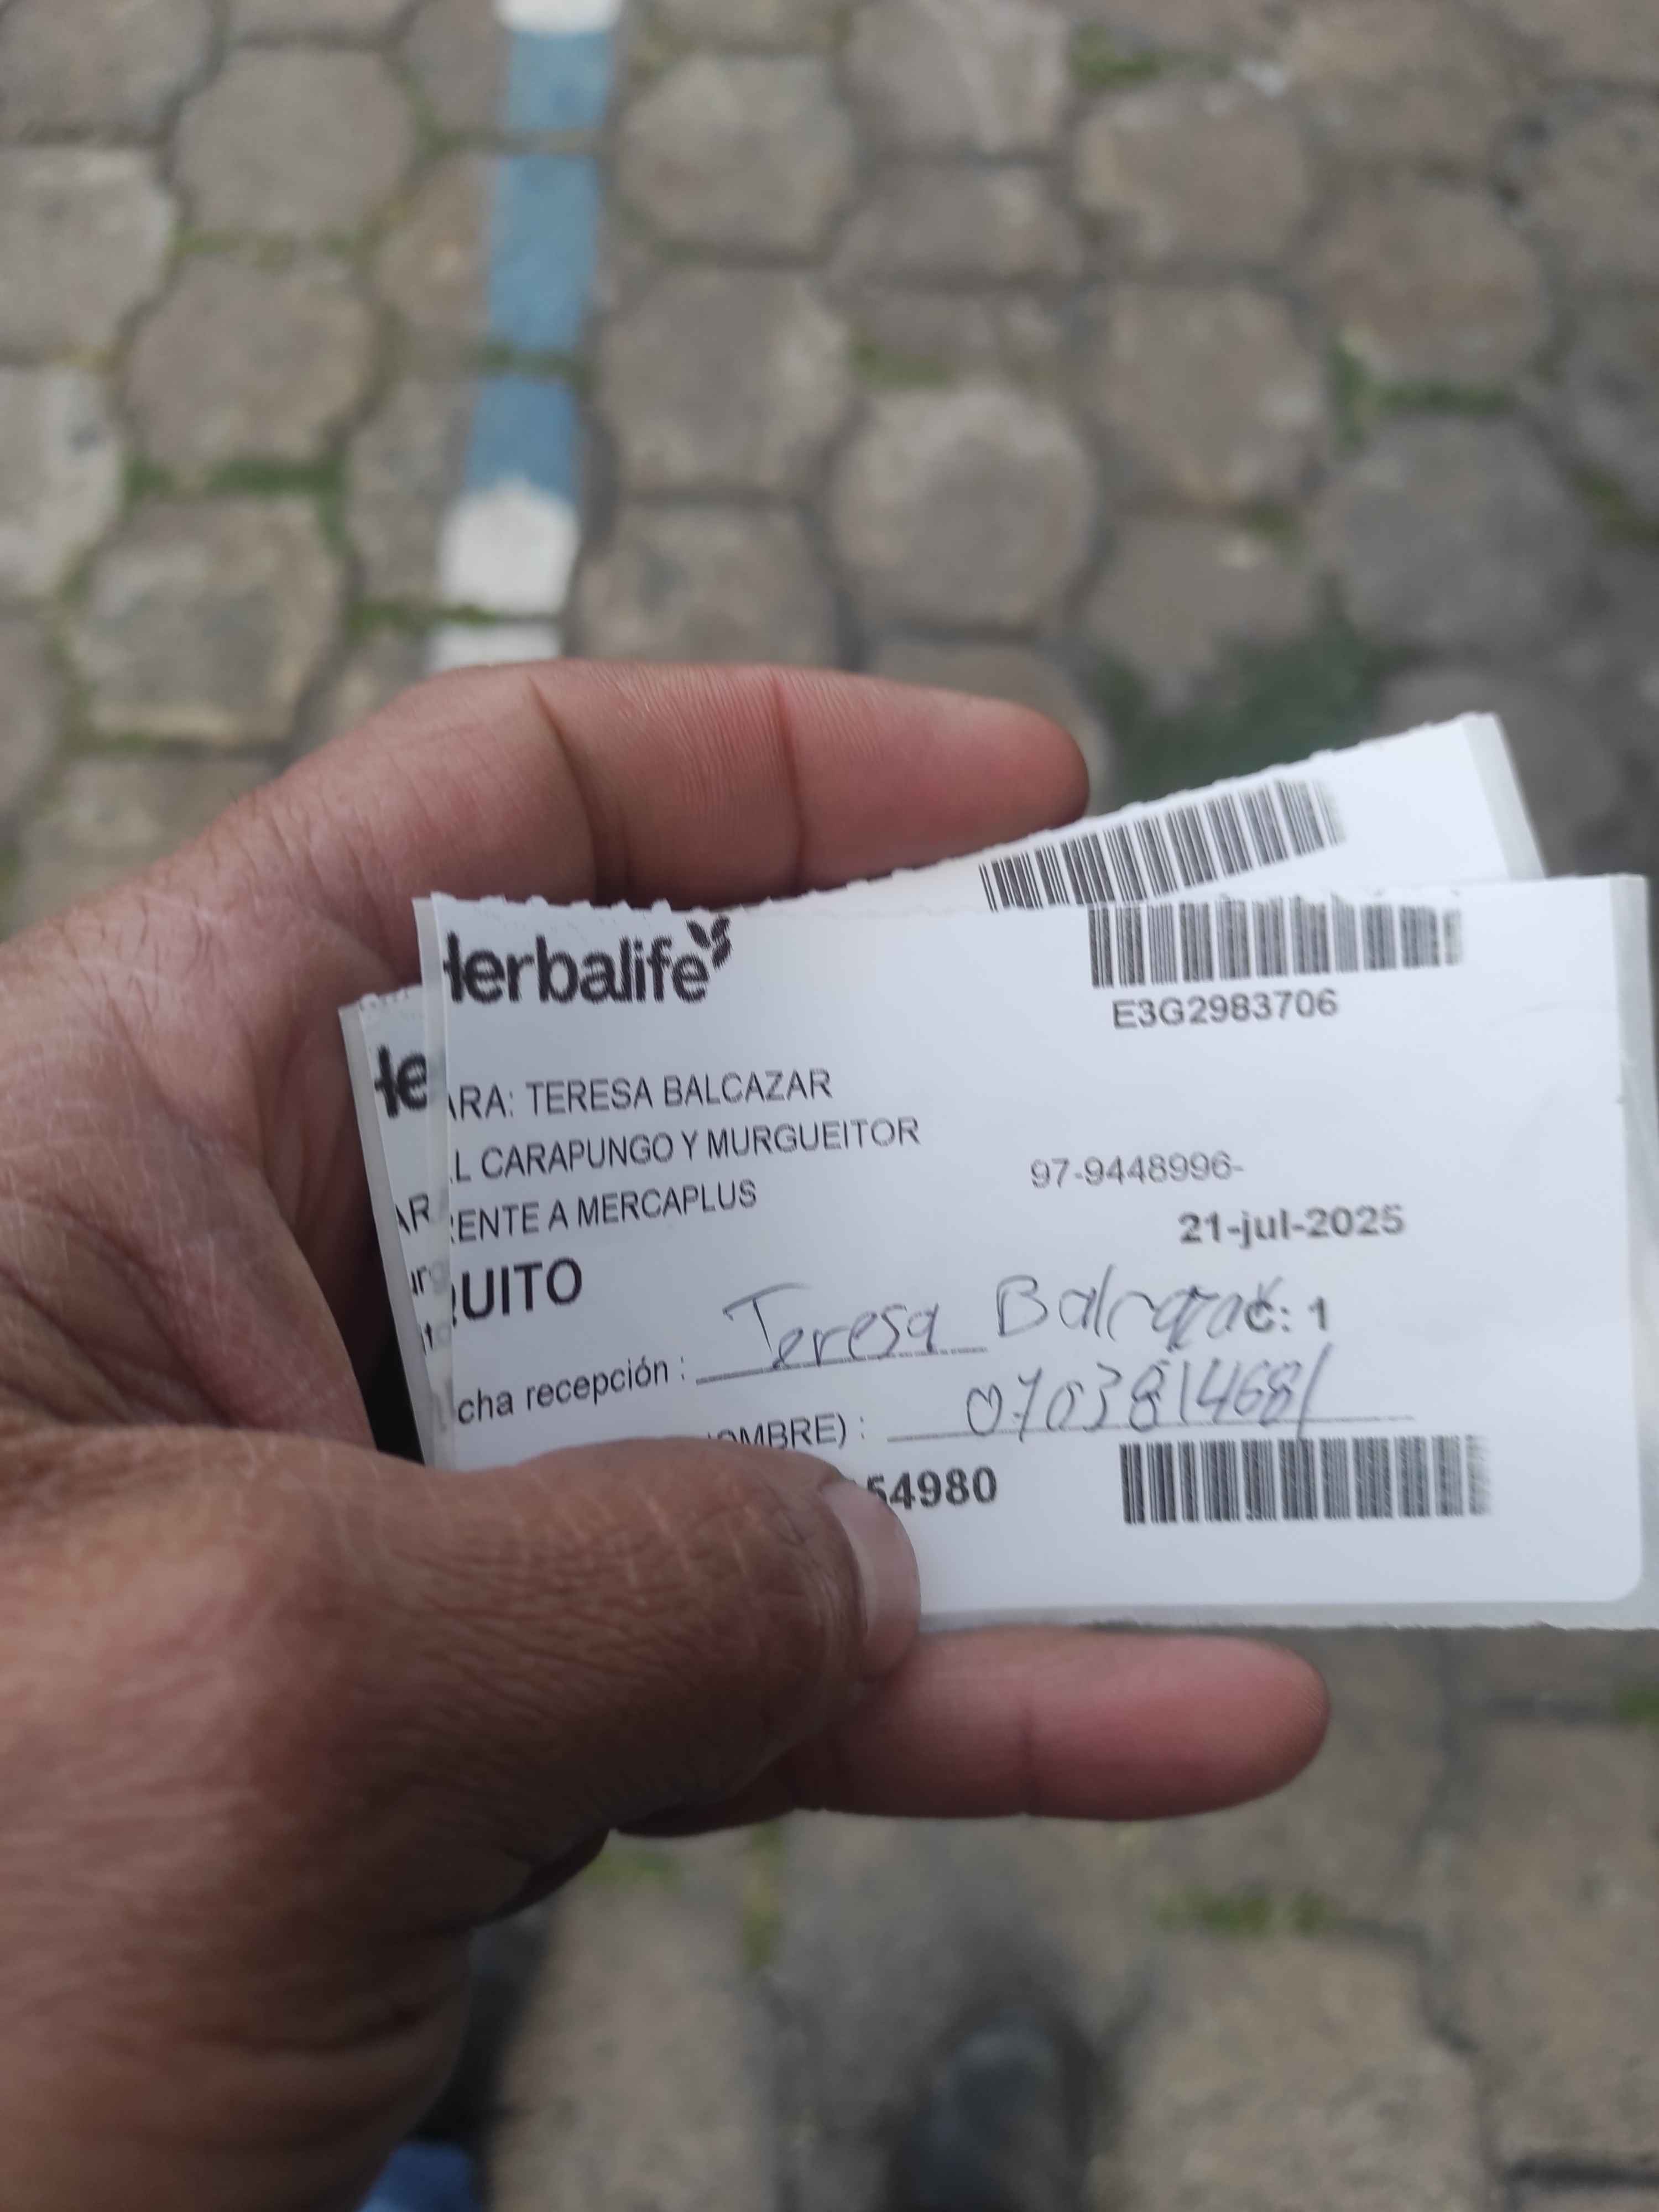 Herbalife
E3G2983706
ARA: TERESA BALCAZAR
L CARAPUNGO Y MURGUEITOR
97-9448996-
RENTE A MERCAPLUS
21-jul-2025
QUITO
Teresa Balcazar C: 1
cha recepción :
0703814681
OMBRE) :
54980